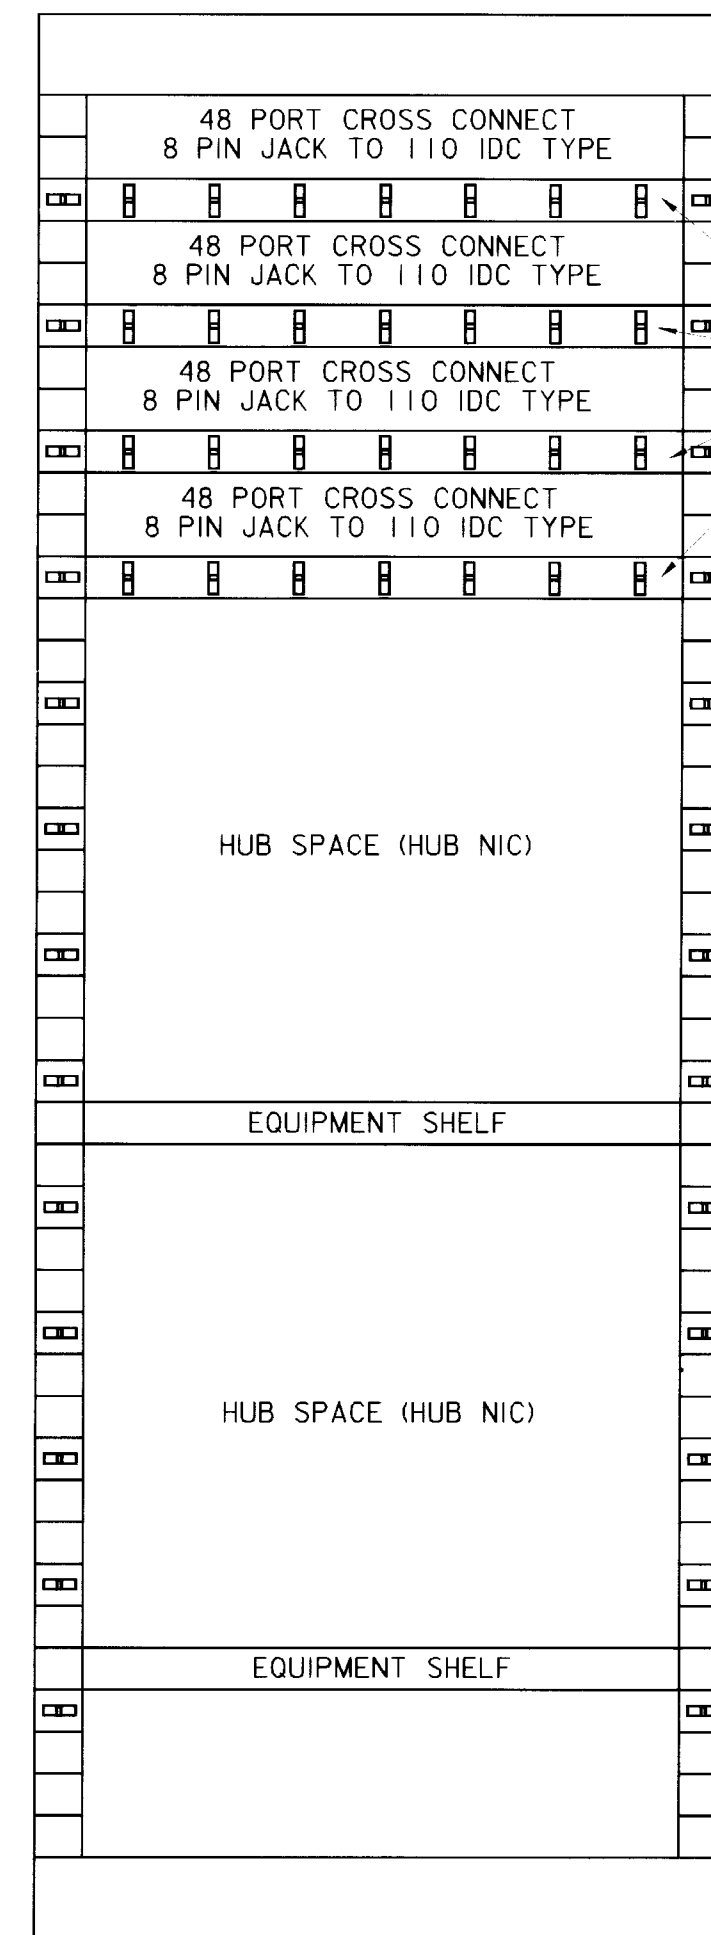 48 PORT CROSS CONNECT
8 PIN JACK TO 110 IDC TYPE
48 PORT CROSS CONNECT
8 PIN JACK TO 110 IDC TYPE
48 PORT CROSS CONNECT
8 PIN JACK TO 110 IDC TYPE
48 PORT CROSS CONNECT
8 PIN JACK TO 110 IDC TYPE
HUB SPACE (HUB NIC)
EQUIPMENT SHELF
HUB SPACE (HUB NIC)
EQUIPMENT SHELF